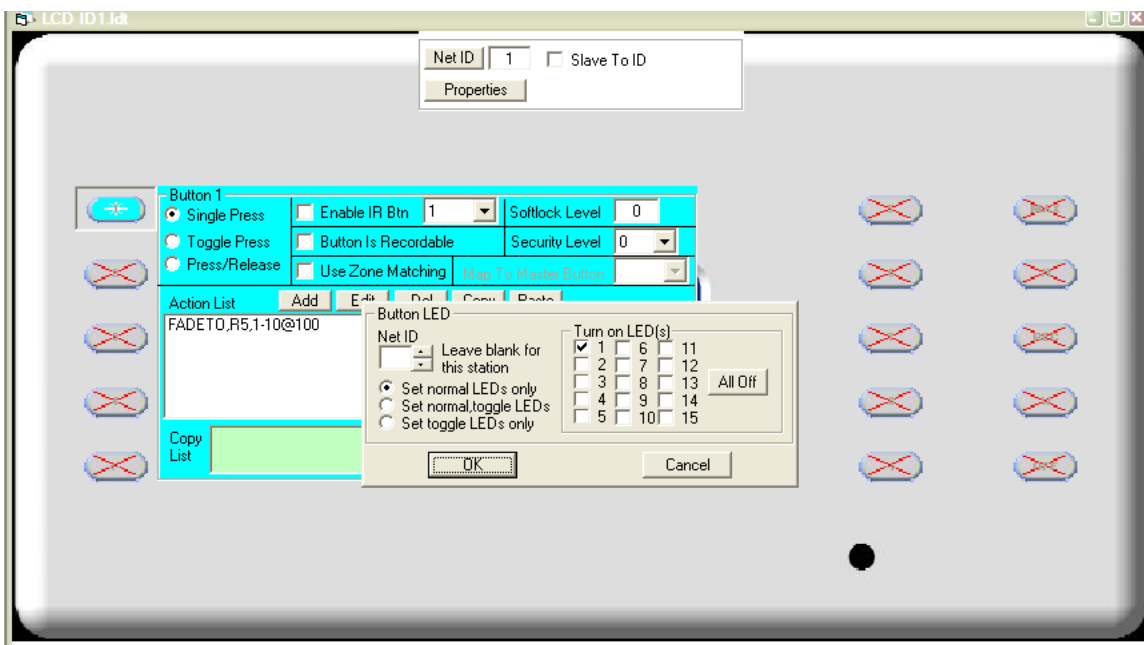 LCD ID1.ldt
Net ID 1 Slave To ID
Properties
Button 1
Single Press Enable IR Btn 1 Softlock Level 0
Toggle Press Button Is Recordable Security Level 0
Press/Release Use Zone Matching Map To Master Button
Action List Add Edit Del Copy Paste
FADETO,R5,1-10@100
Button LED
Net ID
Leave blank for
this station
Set normal LEDs only
Set normal,toggle LEDs
Set toggle LEDs only
Turn on LED(s)
1 6 11
2 7 12
3 8 13 All Off
4 9 14
5 10 15
Copy
List
OK Cancel